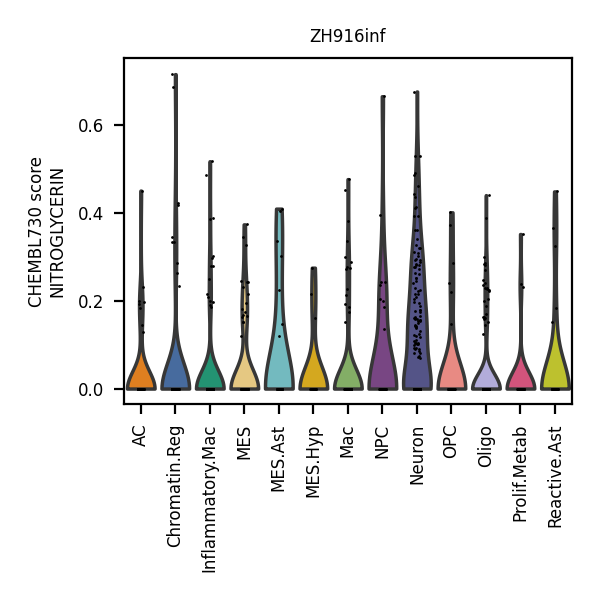 ZH916inf
CHEMBL730 score
NITROGLYCERIN
0.6
0.4
0.2
0.0
AC
Chromatin.Reg
Inflammatory.Mac
MES
MES.Ast
MES.Hyp
Mac
NPC
Neuron
OPC
Oligo
Prolif.Metab
Reactive.Ast